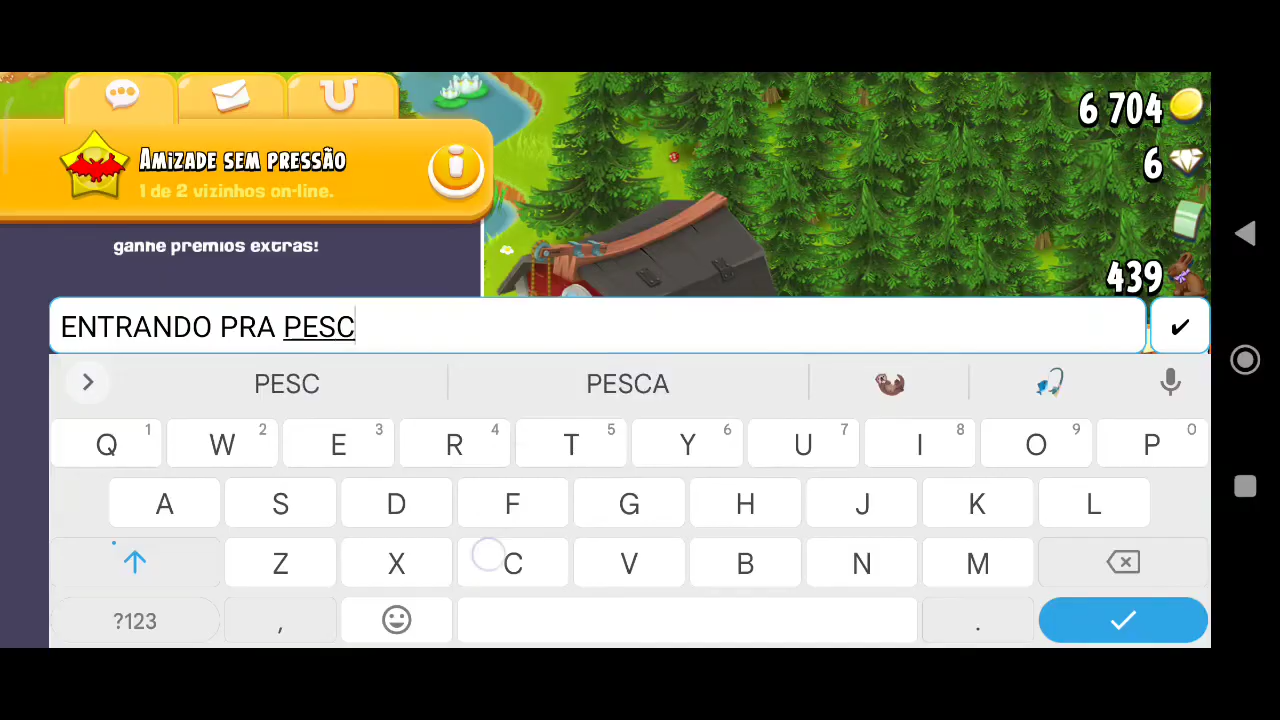 6 704
Amizade sem pressão
1 de 2 vizinhos on-line.
6
ganhe prêmios extras!
439
ENTRANDO PRA PESC
PESC PESCA
Q 1 W 2 E 3 R 4 T 5 Y 6 U 7 I 8 O 9 P 0
A S D F G H J K L
Z X C V B N M
?123 , .